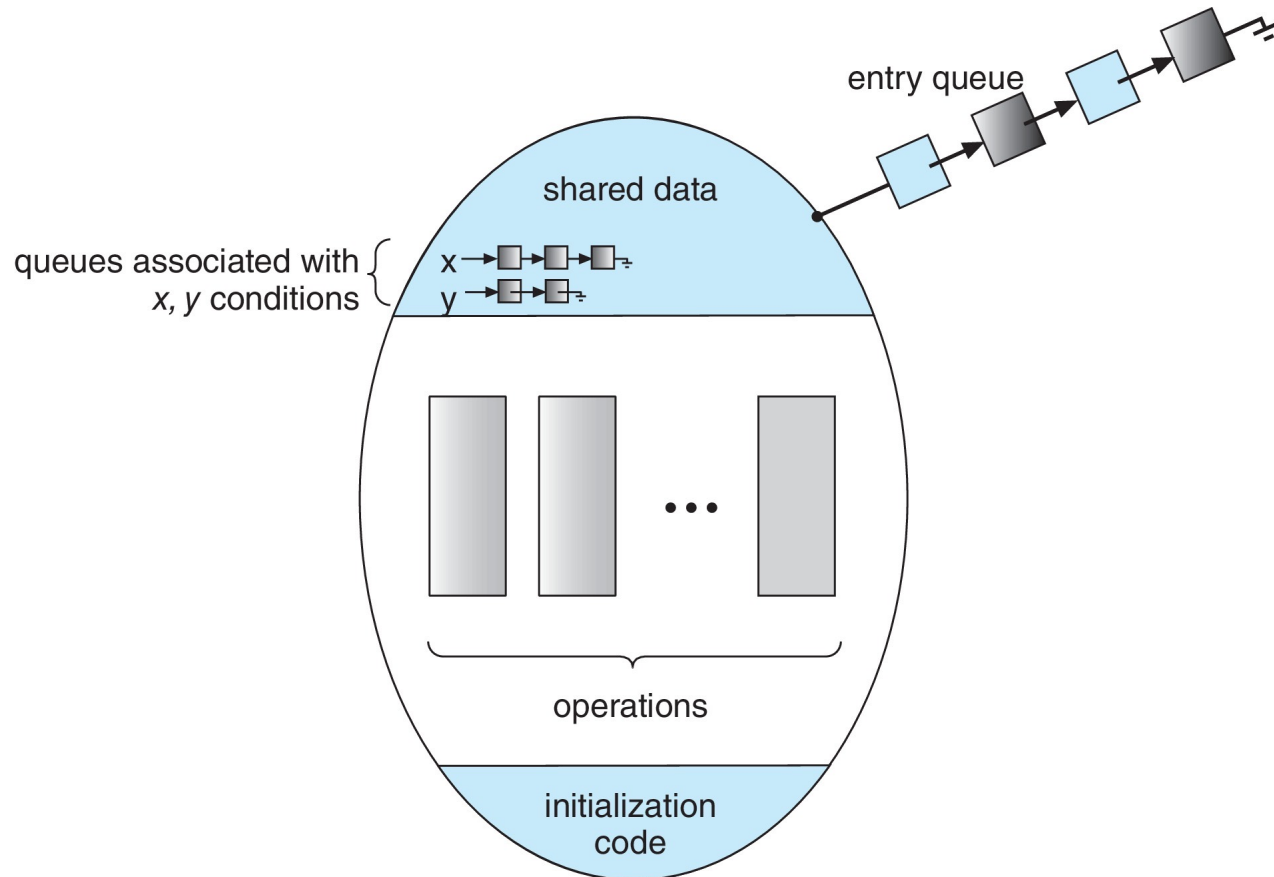 entry queue
shared data
queues associated with
x, y conditions
x
y
...
operations
initialization
code